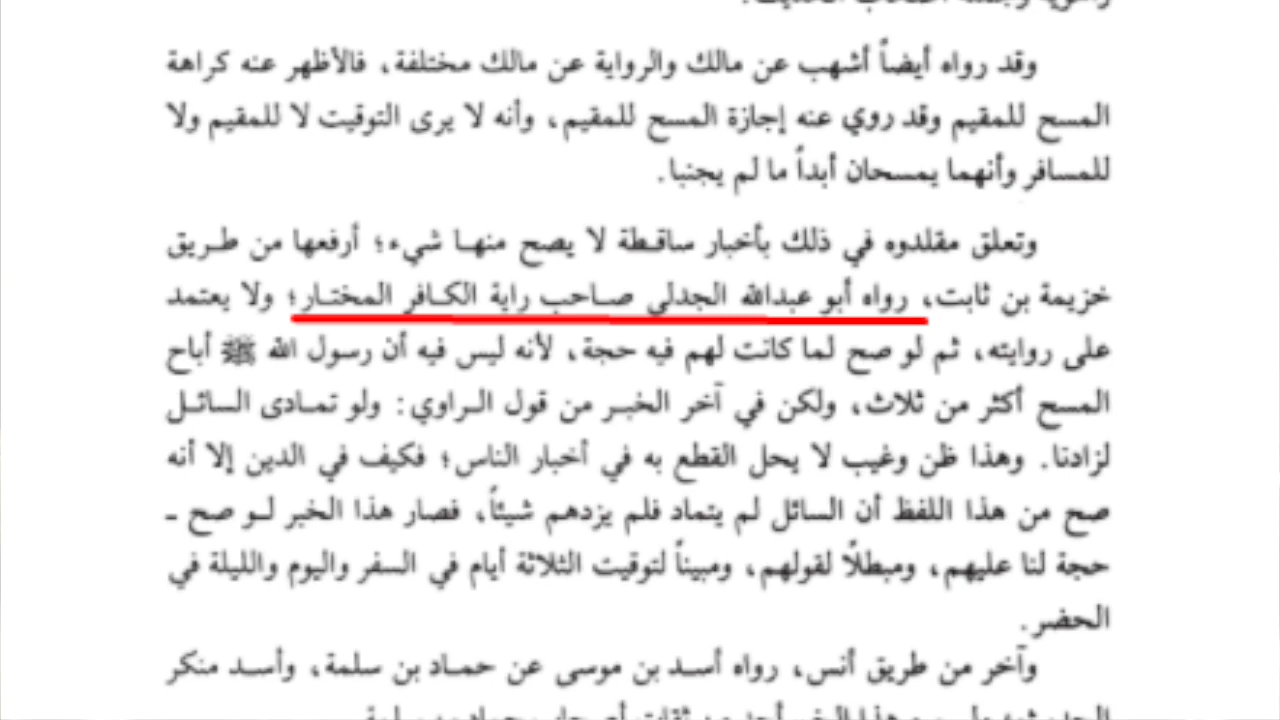 وقد رواه أيضاً أشهب عن مالك والرواية عن مالك مختلفة، فالأظهر عنه كراهة
المسح للمقيم وقد روي عنه إجازة المسح للمقيم، وأنه لا يرى التوقيت لا للمقيم ولا
للمسافر وأنهما يمسحان أبداً ما لم يجنبا.
وتعلق مقلدوه في ذلك بأخبار ساقطة لا يصح منها شيء؛ أرفعها من طريق
خزيمة بن ثابت، رواه أبو عبدالله الجدلي صاحب راية الكافر المختار؛ ولا يعتمد
على روايته، ثم لو صح لما كانت لهم فيه حجة، لأنه ليس فيه أن رسول الله ﷺ أباح
المسح أكثر من ثلاث، ولكن في آخر الخبر من قول الراوي: ولو تمادى السائل
لزادنا. وهذا ظن وغيب لا يحل القطع به في أخبار الناس؛ فكيف في الدين إلا أنه
صح من هذا اللفظ أن السائل لم يتماد فلم يزدهم شيئاً، فصار هذا الخبر لو صح ـ
حجة لنا عليهم، ومبطلاً لقولهم، ومبيناً لتوقيت الثلاثة أيام في السفر واليوم والليلة في
الحضر.
وآخر من طريق أنس، رواه أسد بن موسى عن حماد بن سلمة، وأسد منكر